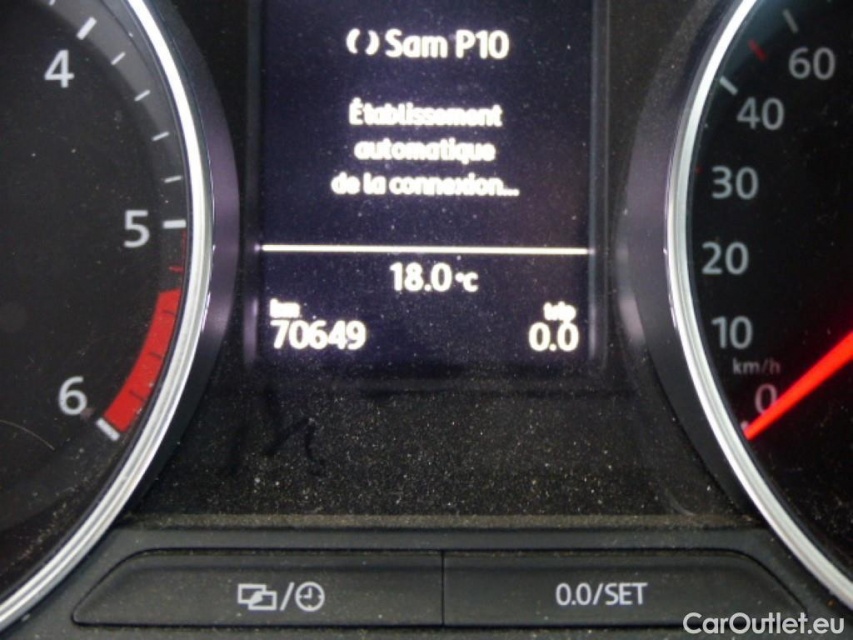 4
5
6
( ) Sam P10
Établissement
automatique
de la connexion...
18.0 °C
km
70649
trip
0.0
60
40
30
20
10
km/h
0
/
0.0/SET
CarOutlet.eu